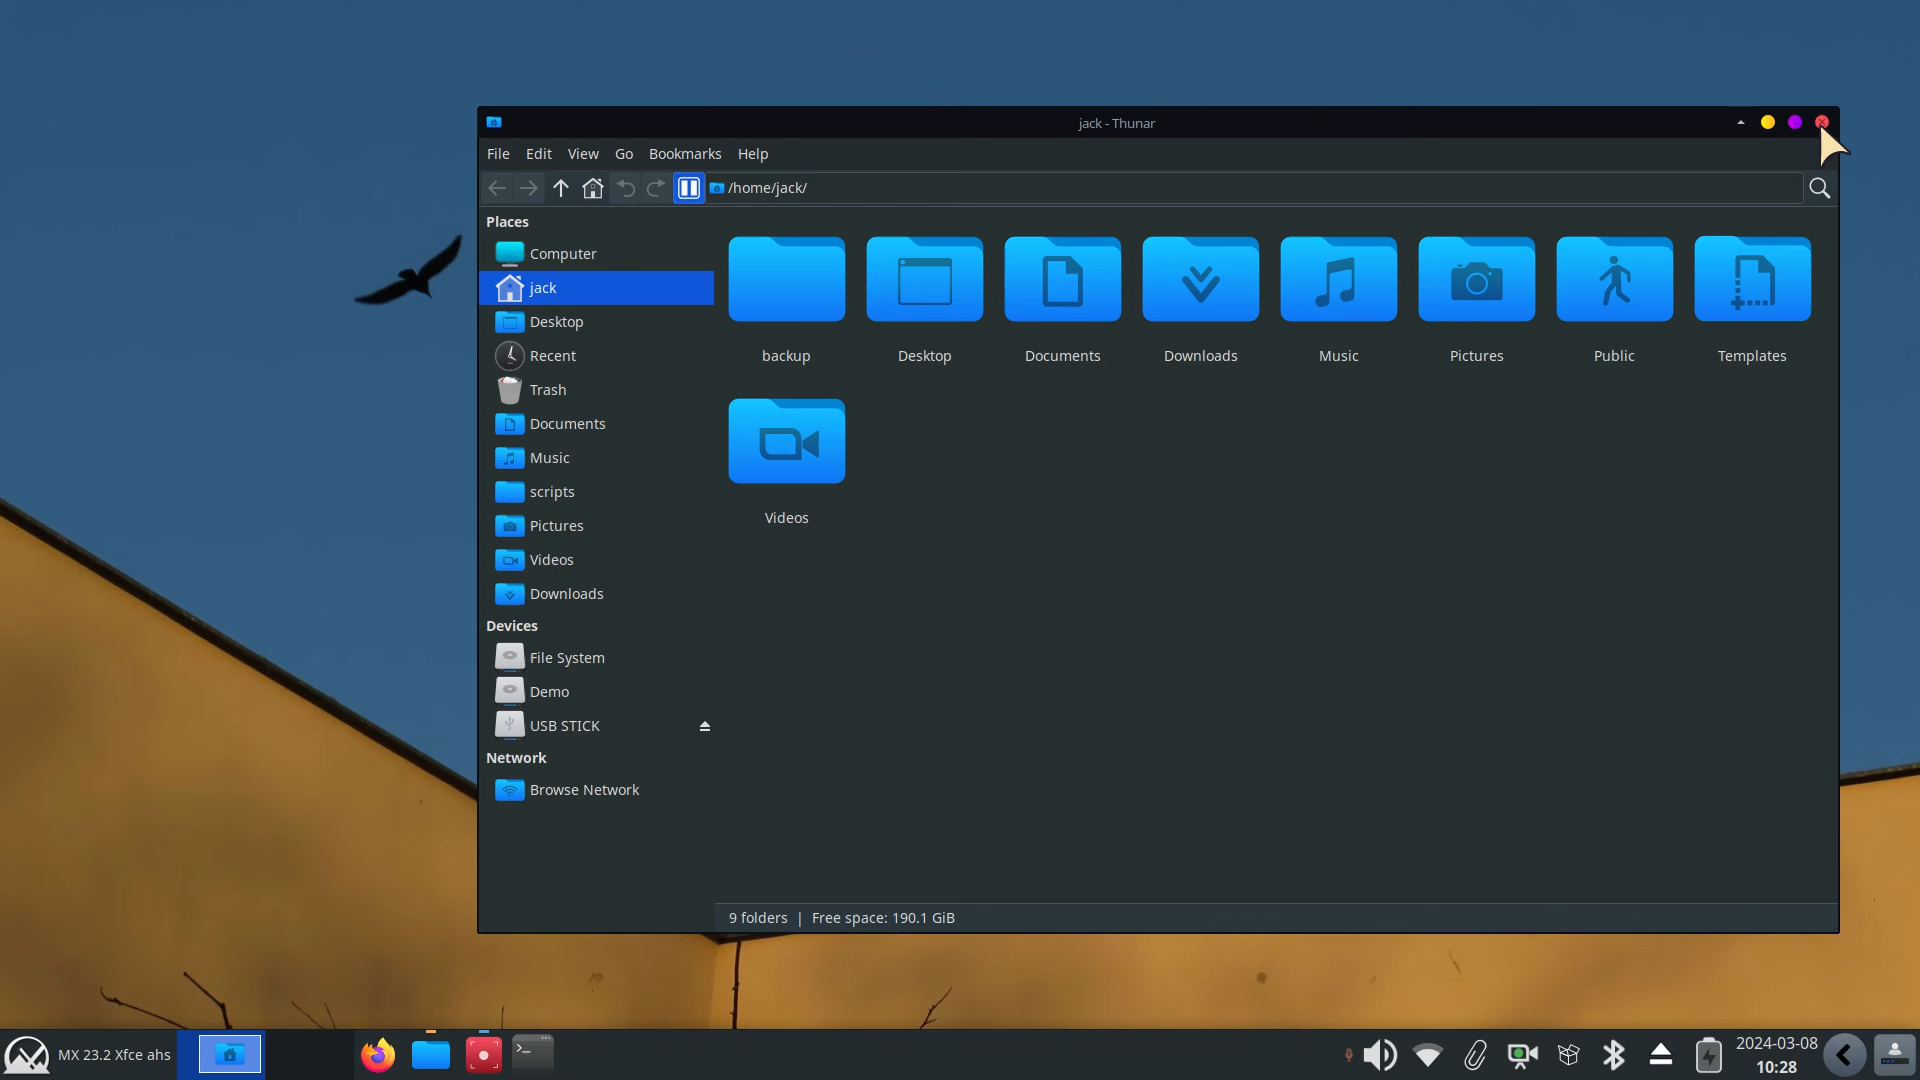 jack - Thunar
File Edit View Go Bookmarks Help
/home/jack/
Places
Computer
jack
Desktop
Recent
Trash
Documents
Music
scripts
Pictures
Videos
Downloads
Devices
File System
Demo
USB STICK
Network
Browse Network
backup Desktop Documents Downloads Music Pictures Public Templates
Videos
9 folders | Free space: 190.1 GiB
MX 23.2 Xfce ahs
2024-03-08
10:28